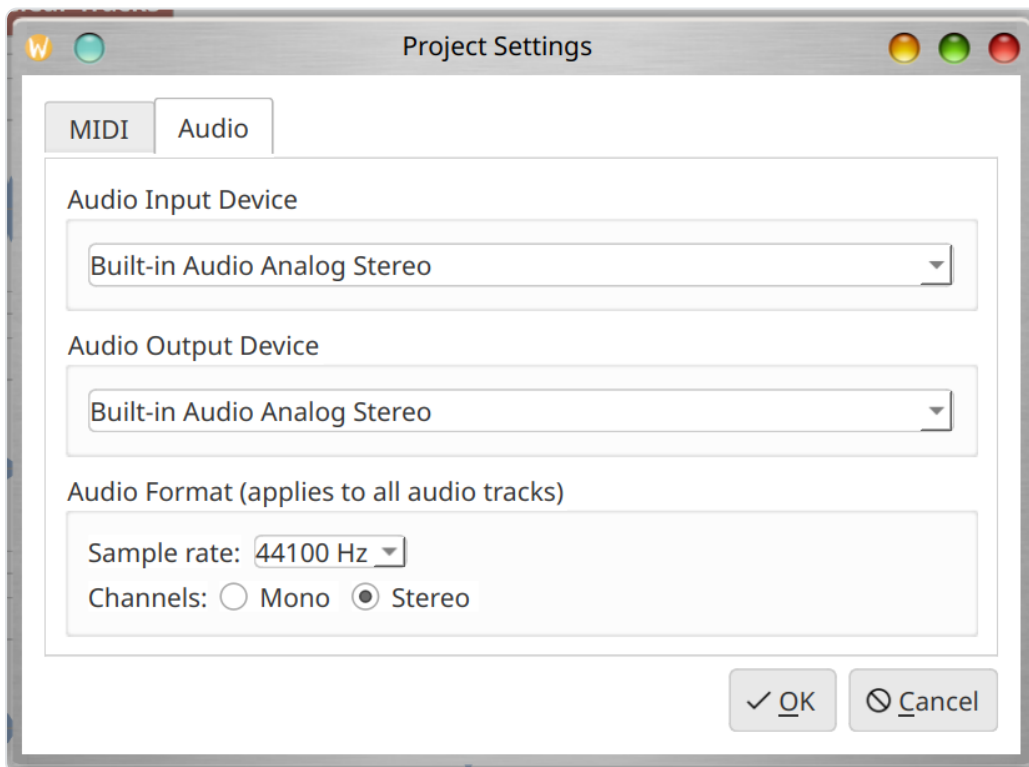 Project Settings
MIDI Audio
Audio Input Device
Built-in Audio Analog Stereo
Audio Output Device
Built-in Audio Analog Stereo
Audio Format (applies to all audio tracks)
Sample rate: 44100 Hz
Channels: Mono Stereo
OK Cancel